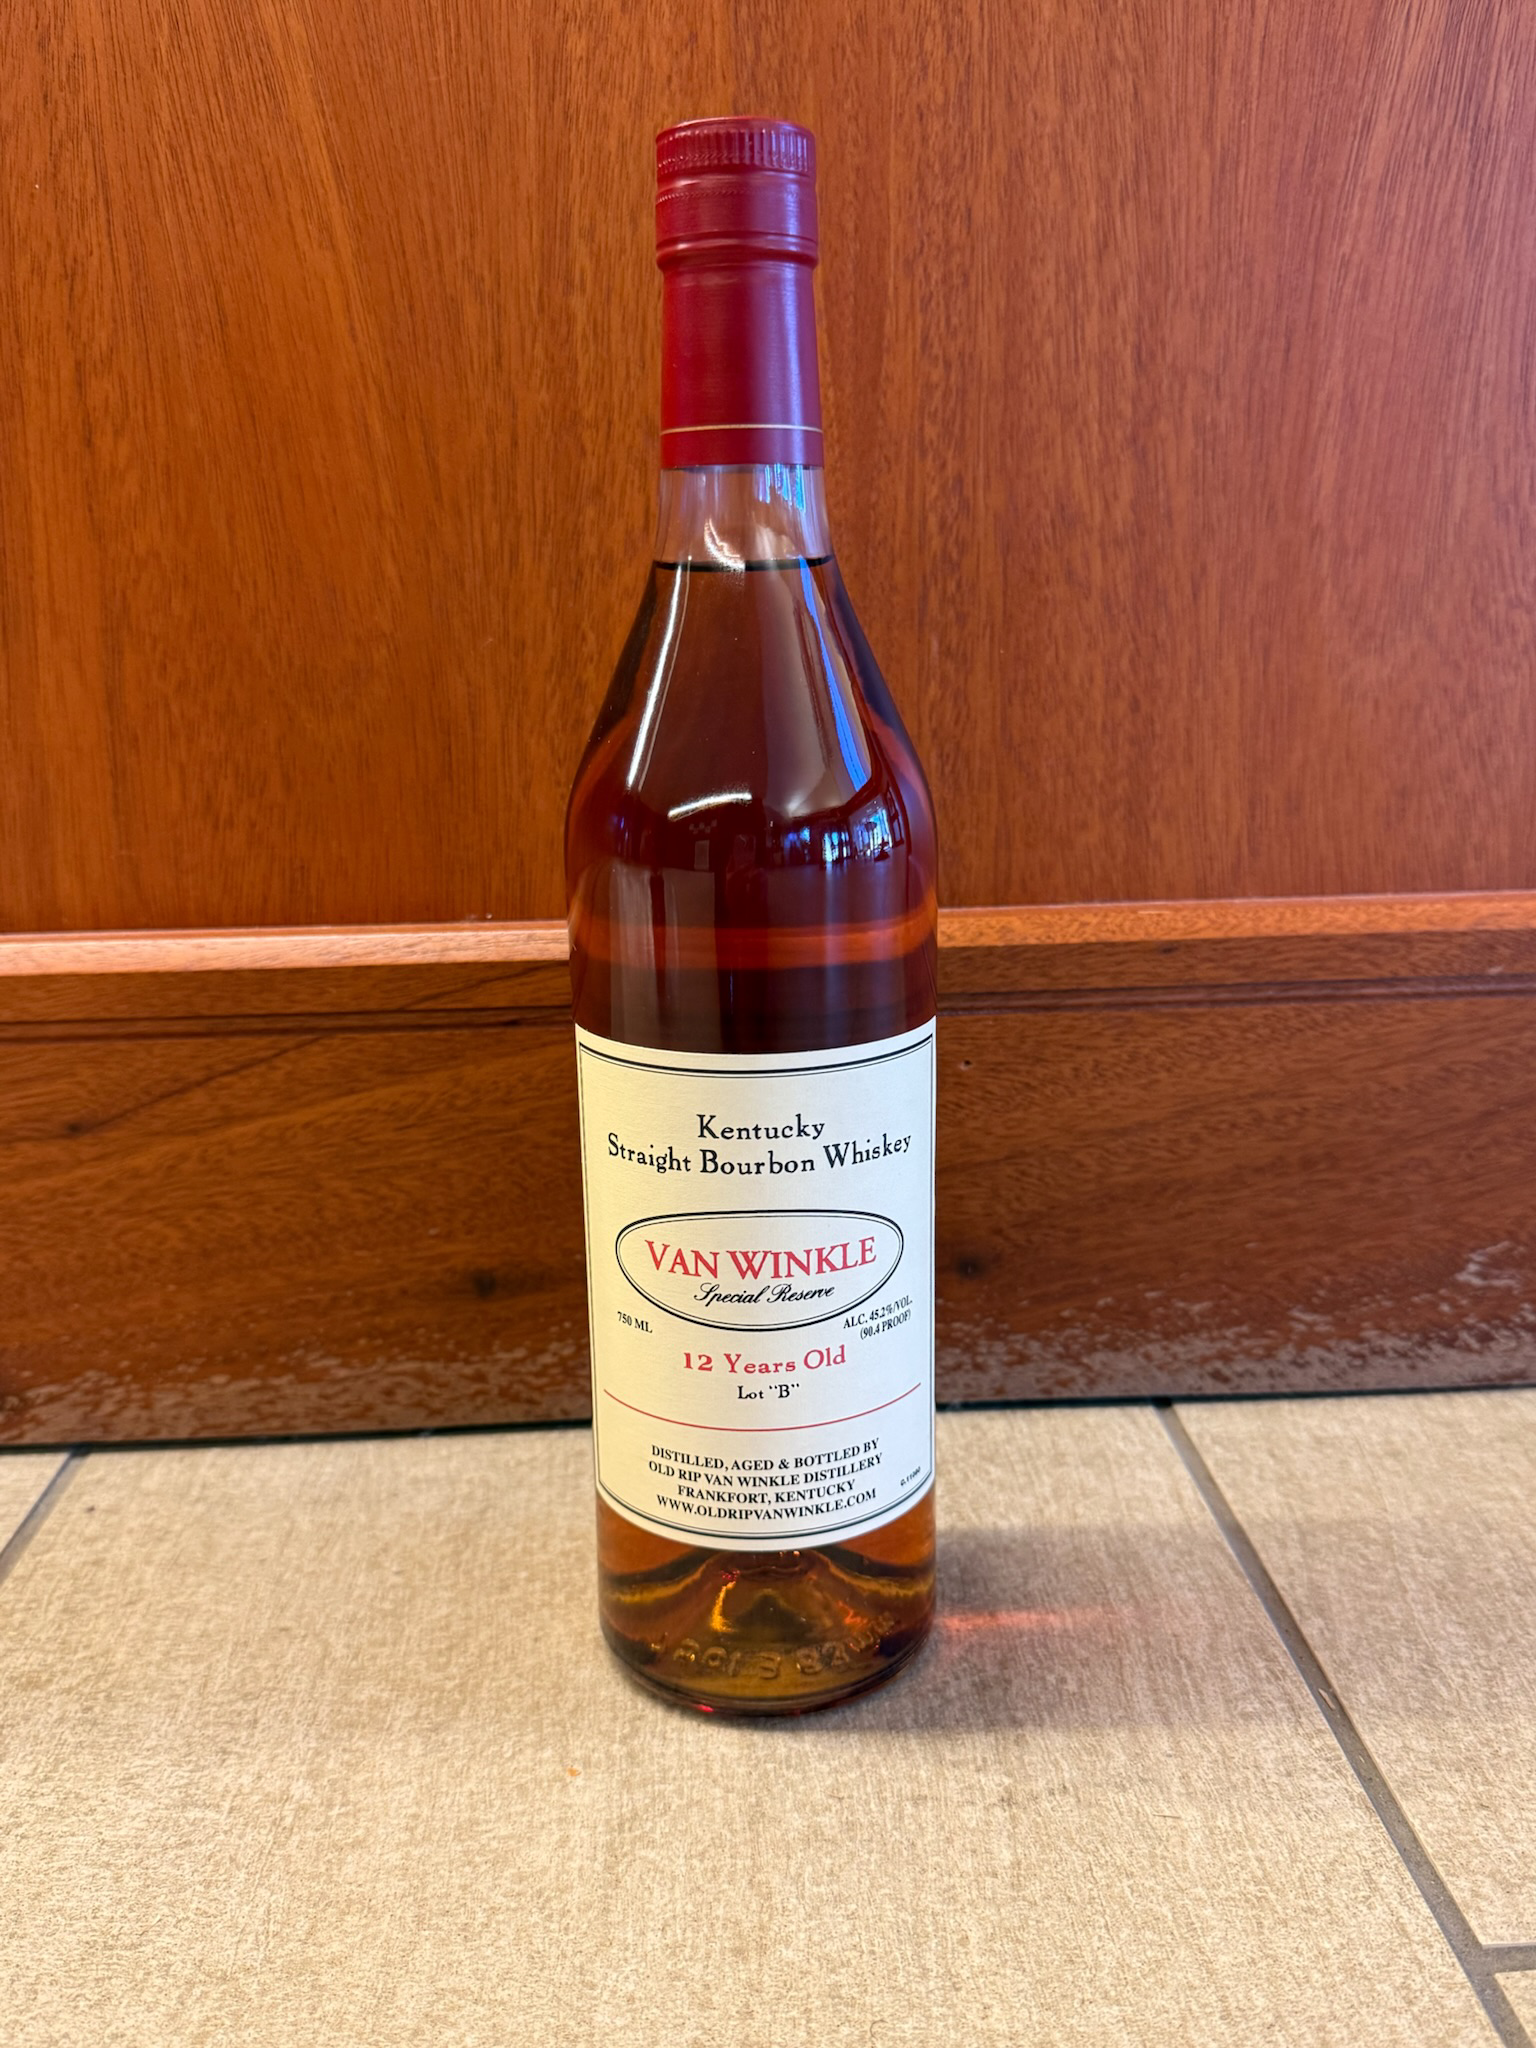 Kentucky
Straight Bourbon Whiskey
VAN WINKLE
Special Reserve
750 ML
ALC. 45.2%/VOL.
(90.4 PROOF)
12 Years Old
Lot "B"
DISTILLED, AGED & BOTTLED BY
OLD RIP VAN WINKLE DISTILLERY
FRANKFORT, KENTUCKY
WWW.OLDRIPVANWINKLE.COM